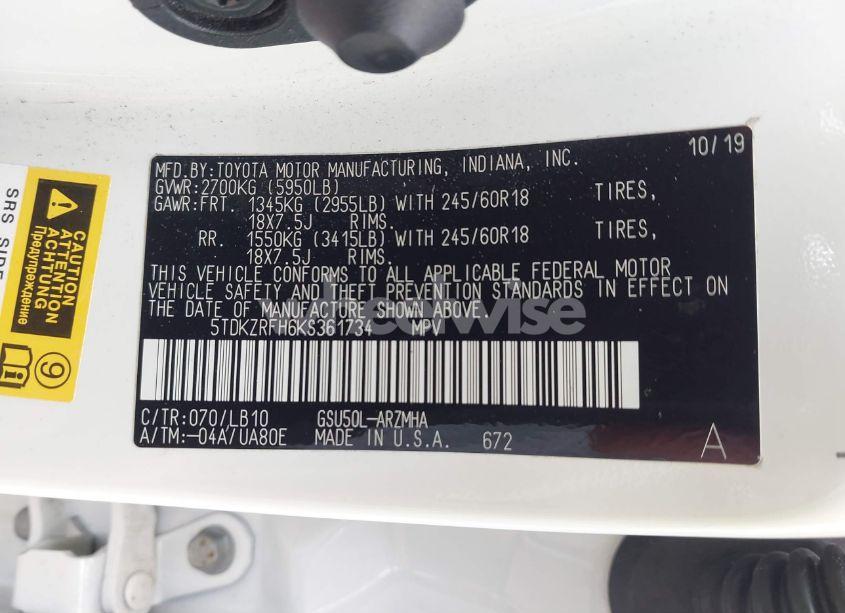 10/19
MFD.BY:TOYOTA MOTOR MANUFACTURING, INDIANA, INC.
GVWR:2700KG (5950LB)
GAWR:FRT. 1345KG (2955LB) WITH 245/60R18 TIRES,
18X7.5J RIMS.
RR. 1550KG (3415LB) WITH 245/60R18 TIRES,
18X7.5J RIMS.
THIS VEHICLE CONFORMS TO ALL APPLICABLE FEDERAL MOTOR
VEHICLE SAFETY AND THEFT PREVENTION STANDARDS IN EFFECT ON
THE DATE OF MANUFACTURE SHOWN ABOVE.
5TDKZRFH6KS361734 MPV
C/TR:070/LB10 GSU50L-ARZMHA
A/TM:-04A/UA80E MADE IN U.S.A. 672 A
SRS SIDE
CAUTION
ATTENTION
ACHTUNG
Предупреждение
i
9